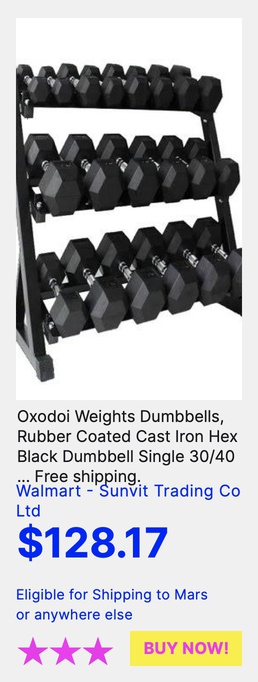 Oxodoi Weights Dumbbells,
Rubber Coated Cast Iron Hex
Black Dumbbell Single 30/40
... Free shipping.
Walmart - Sunvit Trading Co
Ltd
$128.17
Eligible for Shipping to Mars
or anywhere else
BUY NOW!